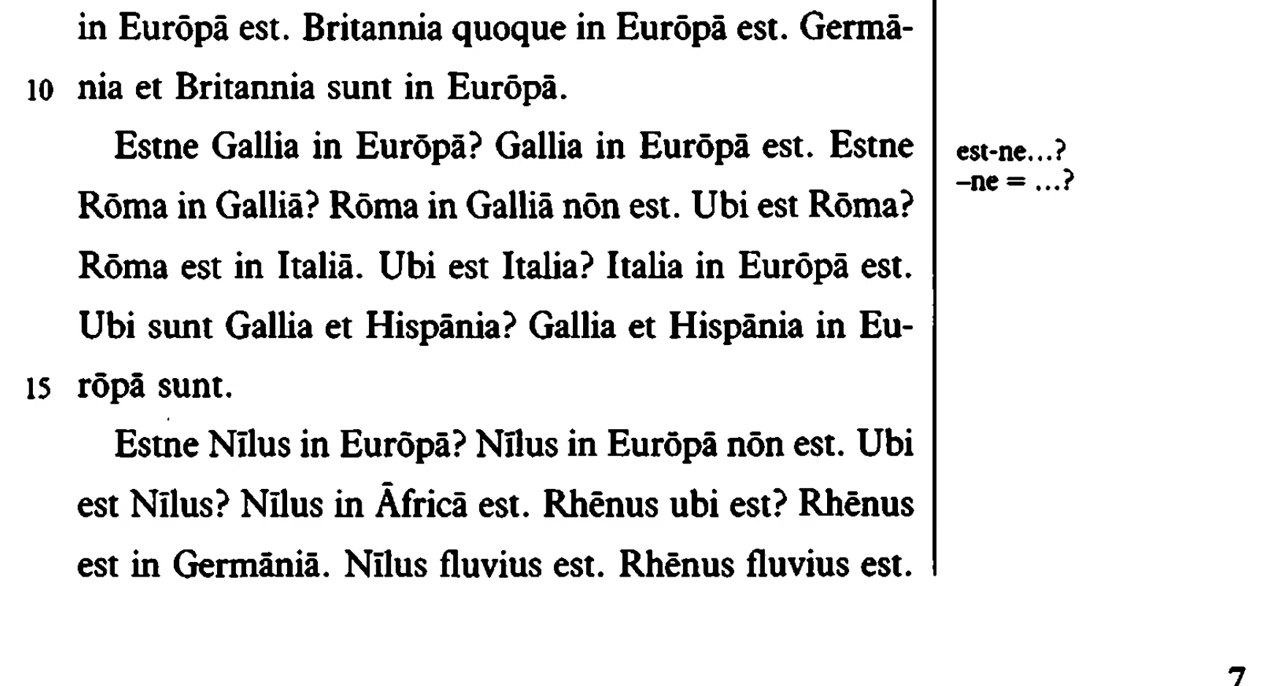 in Eurōpā est. Britannia quoque in Eurōpā est. Germā-
10 nia et Britannia sunt in Eurōpā.
Estne Gallia in Eurōpā? Gallia in Eurōpā est. Estne
est-ne...?
-ne = ...?
Rōma in Galliā? Rōma in Galliā nōn est. Ubi est Rōma?
Rōma est in Italiā. Ubi est Italia? Italia in Eurōpā est.
Ubi sunt Gallia et Hispānia? Gallia et Hispānia in Eu-
15 rōpā sunt.
Estne Nīlus in Eurōpā? Nīlus in Eurōpā nōn est. Ubi
est Nīlus? Nīlus in Āfricā est. Rhēnus ubi est? Rhēnus
est in Germāniā. Nīlus fluvius est. Rhēnus fluvius est.
7